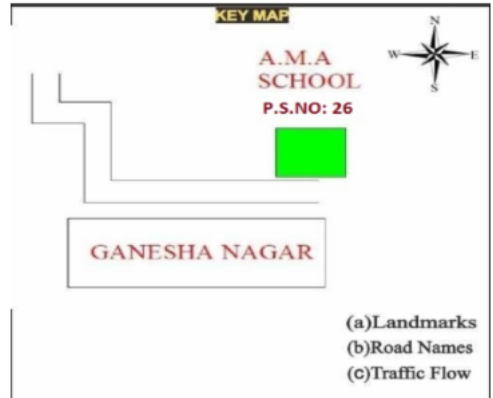 KEY MAP
N
W E
S
A.M.A
SCHOOL
P.S.NO: 26
GANESHA NAGAR
(a)Landmarks
(b)Road Names
(c)Traffic Flow